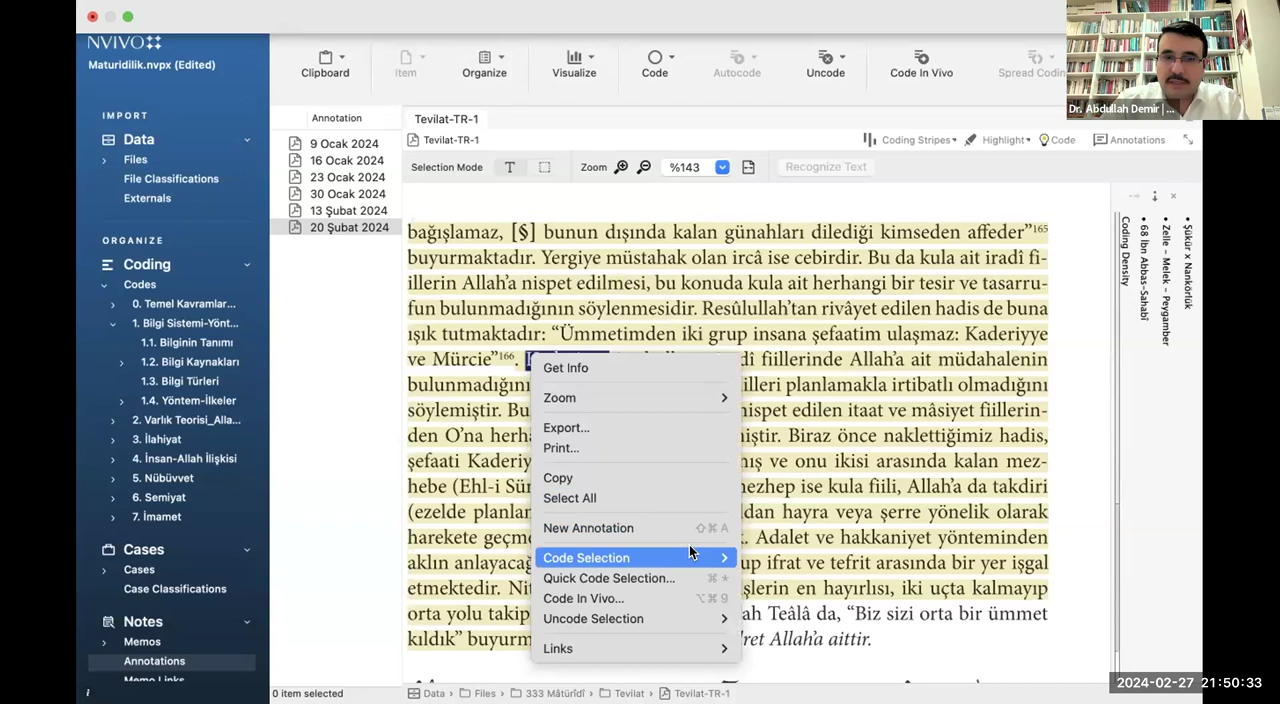 NVIVO
Maturidilik.nvpx (Edited)
IMPORT
Data
Files
File Classifications
Externals
ORGANIZE
Coding
Codes
0. Temel Kavramlar...
1. Bilgi Sistemi-Yönt...
1.1. Bilginin Tanımı
1.2. Bilgi Kaynakları
1.3. Bilgi Türleri
1.4. Yöntem-İlkeler
2. Varlık Teorisi_Alla...
3. İlahiyat
4. İnsan-Allah İlişkisi
5. Nübüvvet
6. Semiyat
7. İmamet
Cases
Cases
Case Classifications
Notes
Memos
Annotations
Memo Links
Clipboard
Item
Organize
Visualize
Code
Autocode
Uncode
Code In Vivo
Spread Codin
Dr. Abdullah Demir | ...
Annotation
9 Ocak 2024
16 Ocak 2024
23 Ocak 2024
30 Ocak 2024
13 Şubat 2024
20 Şubat 2024
0 item selected
Tevilat-TR-1
Tevilat-TR-1
Coding Stripes
Highlight
Code
Annotations
Selection Mode
T
Zoom
%143
Recognize Text
bağışlamaz, [§] bunun dışında kalan günahları dilediği kimseden affeder”165
buyurmaktadır. Yergiye müstahak olan ircâ ise cebirdir. Bu da kula ait iradî fi-
illerin Allah’a nispet edilmesi, bu konuda kula ait herhangi bir tesir ve tasarru-
fun bulunmadığının söylenmesidir. Resûlullah’tan rivâyet edilen hadis de buna
ışık tutmaktadır: “Ümmetimden iki grup insana şefaatim ulaşmaz: Kaderiyye
ve Mürcie”166. dî fiillerinde Allah’a ait müdahalenin
bulunmadığın illeri planlamakla irtibatlı olmadığını
söylemiştir. Bu nispet edilen itaat ve mâsiyet fiillerin-
den O’na herha miştir. Biraz önce naklettiğimiz hadis,
şefaati Kaderiy mış ve onu ikisi arasında kalan mez-
hebe (Ehl-i Sün mezhep ise kula fiili, Allah’a da takdiri
(ezelde planlan dan hayra veya şerre yönelik olarak
harekete geçme k. Adalet ve hakkaniyet yönteminden
aklın anlayacağ up ifrat ve tefrit arasında bir yer işgal
etmektedir. Nit işlerin en hayırlısı, iki uçta kalmayıp
orta yolu takip ah Teâlâ da, “Biz sizi orta bir ümmet
kıldık” buyurm ret Allah’a aittir.
Get Info
Zoom
Export...
Print...
Copy
Select All
New Annotation ⇧⌘A
Code Selection
Quick Code Selection... ⌘*
Code In Vivo... ⌥⌘9
Uncode Selection
Links
Şükür x Nankörlük
Zelle - Melek - Peygamber
68 İbn Abbas-Sahabî
Coding Density
Data
Files
333 Mâtürîdî
Tevilat
Tevilat-TR-1
2024-02-27 21:50:33